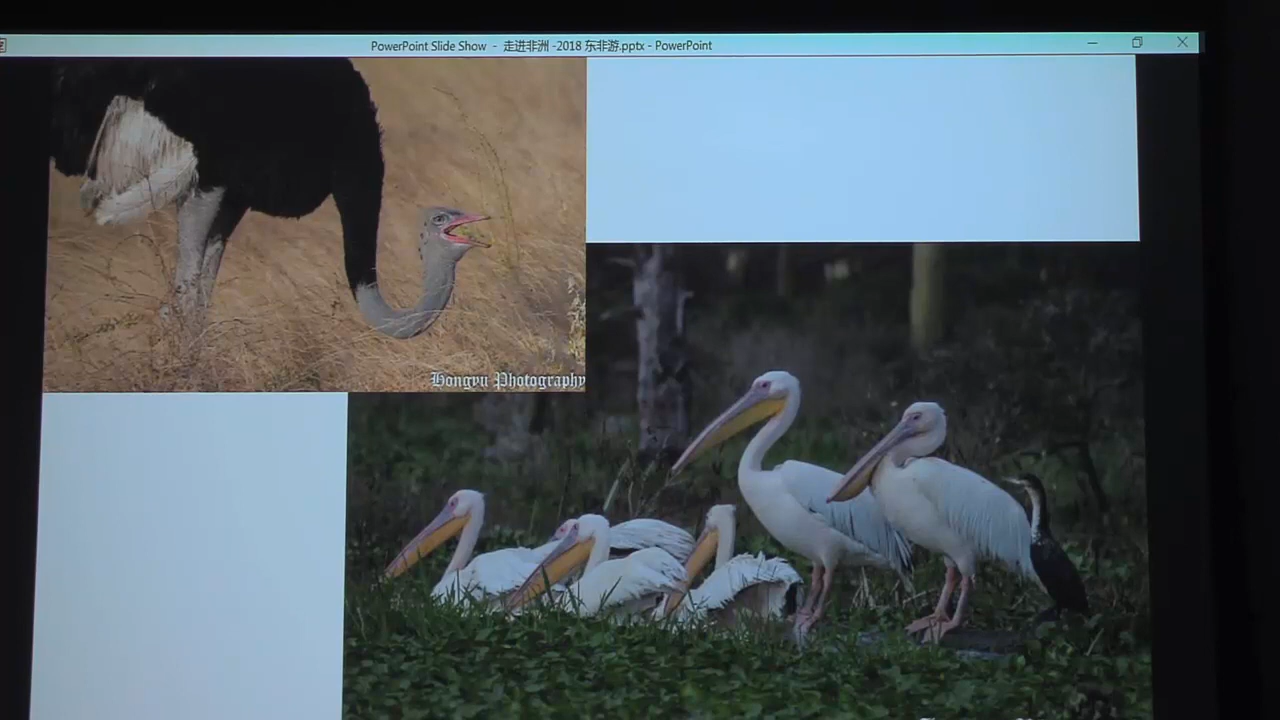 PowerPoint Slide Show - 走进非洲 -2018 东非游.pptx - PowerPoint
Hongyu Photography